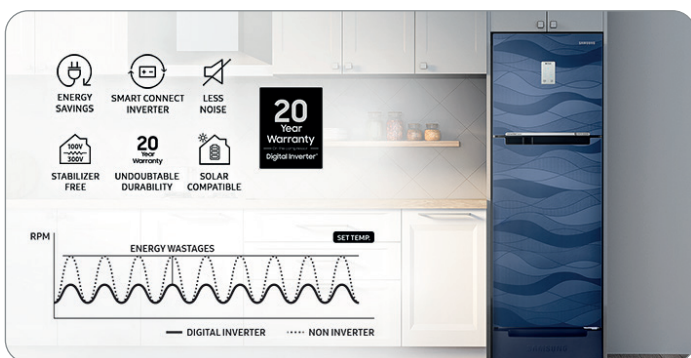 ENERGY
SAVINGS
SMART CONNECT
INVERTER
LESS
NOISE
100V
300V
STABILIZER
FREE
20
Year
Warranty
UNDOUBTABLE
DURABILITY
SOLAR
COMPATIBLE
20
Year
Warranty
Digital Inverter
SAMSUNG
RPM
ENERGY WASTAGES
SET TEMP.
DIGITAL INVERTER
NON INVERTER